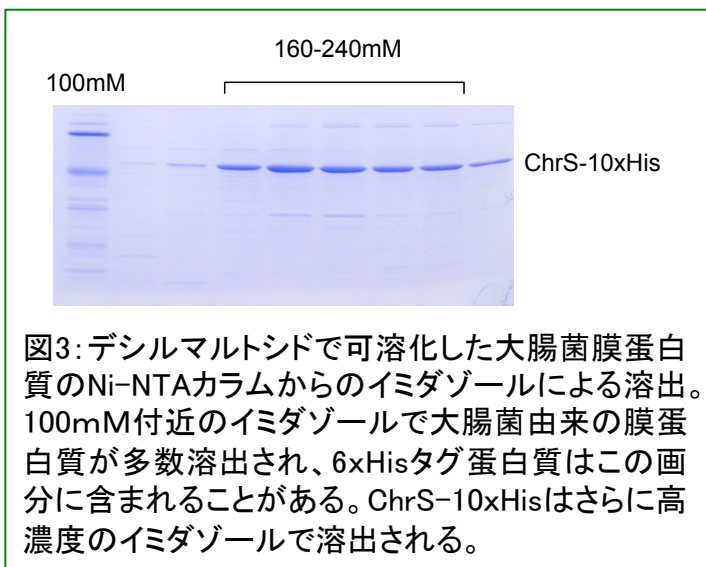 160-240mM
100mM
ChrS-10xHis
図3：デシルマルトシドで可溶化した大腸菌膜蛋白
質のNi-NTAカラムからのイミダゾールによる溶出。
100mM付近のイミダゾールで大腸菌由来の膜蛋
白質が多数溶出され、6xHisタグ蛋白質はこの画
分に含まれることがある。ChrS-10xHisはさらに高
濃度のイミダゾールで溶出される。